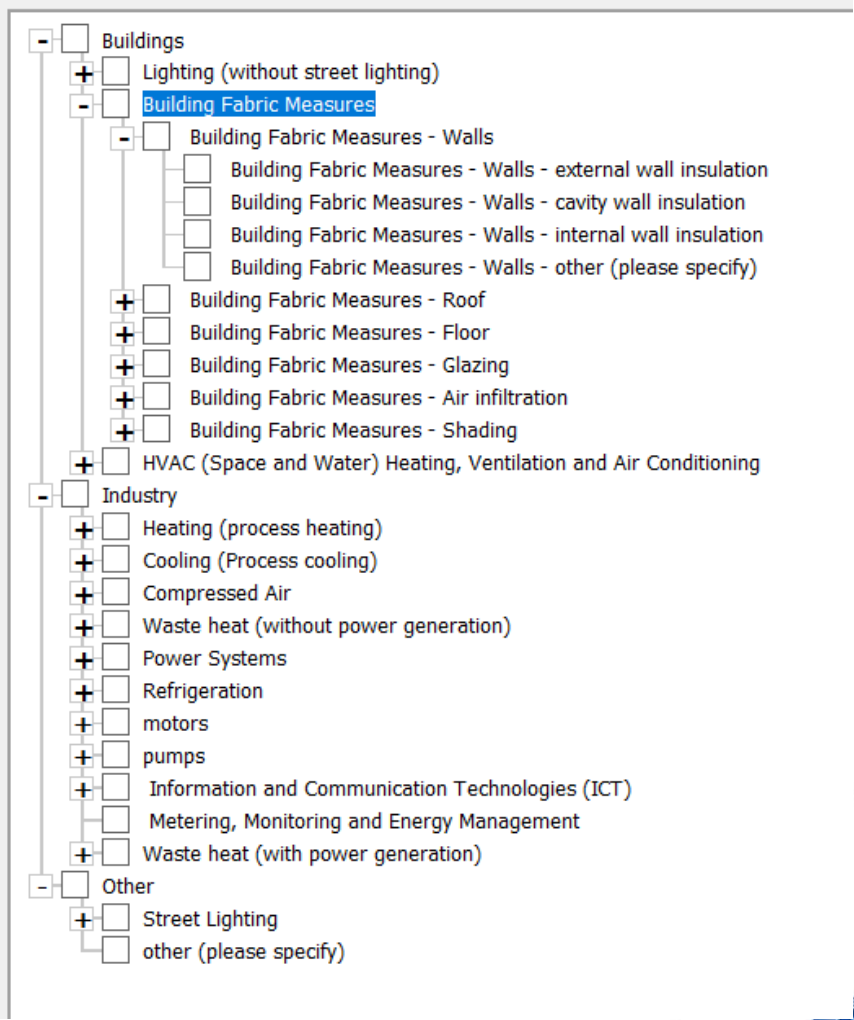 Buildings
Lighting (without street lighting)
Building Fabric Measures
Building Fabric Measures - Walls
Building Fabric Measures - Walls - external wall insulation
Building Fabric Measures - Walls - cavity wall insulation
Building Fabric Measures - Walls - internal wall insulation
Building Fabric Measures - Walls - other (please specify)
Building Fabric Measures - Roof
Building Fabric Measures - Floor
Building Fabric Measures - Glazing
Building Fabric Measures - Air infiltration
Building Fabric Measures - Shading
HVAC (Space and Water) Heating, Ventilation and Air Conditioning
Industry
Heating (process heating)
Cooling (Process cooling)
Compressed Air
Waste heat (without power generation)
Power Systems
Refrigeration
motors
pumps
Information and Communication Technologies (ICT)
Metering, Monitoring and Energy Management
Waste heat (with power generation)
Other
Street Lighting
other (please specify)